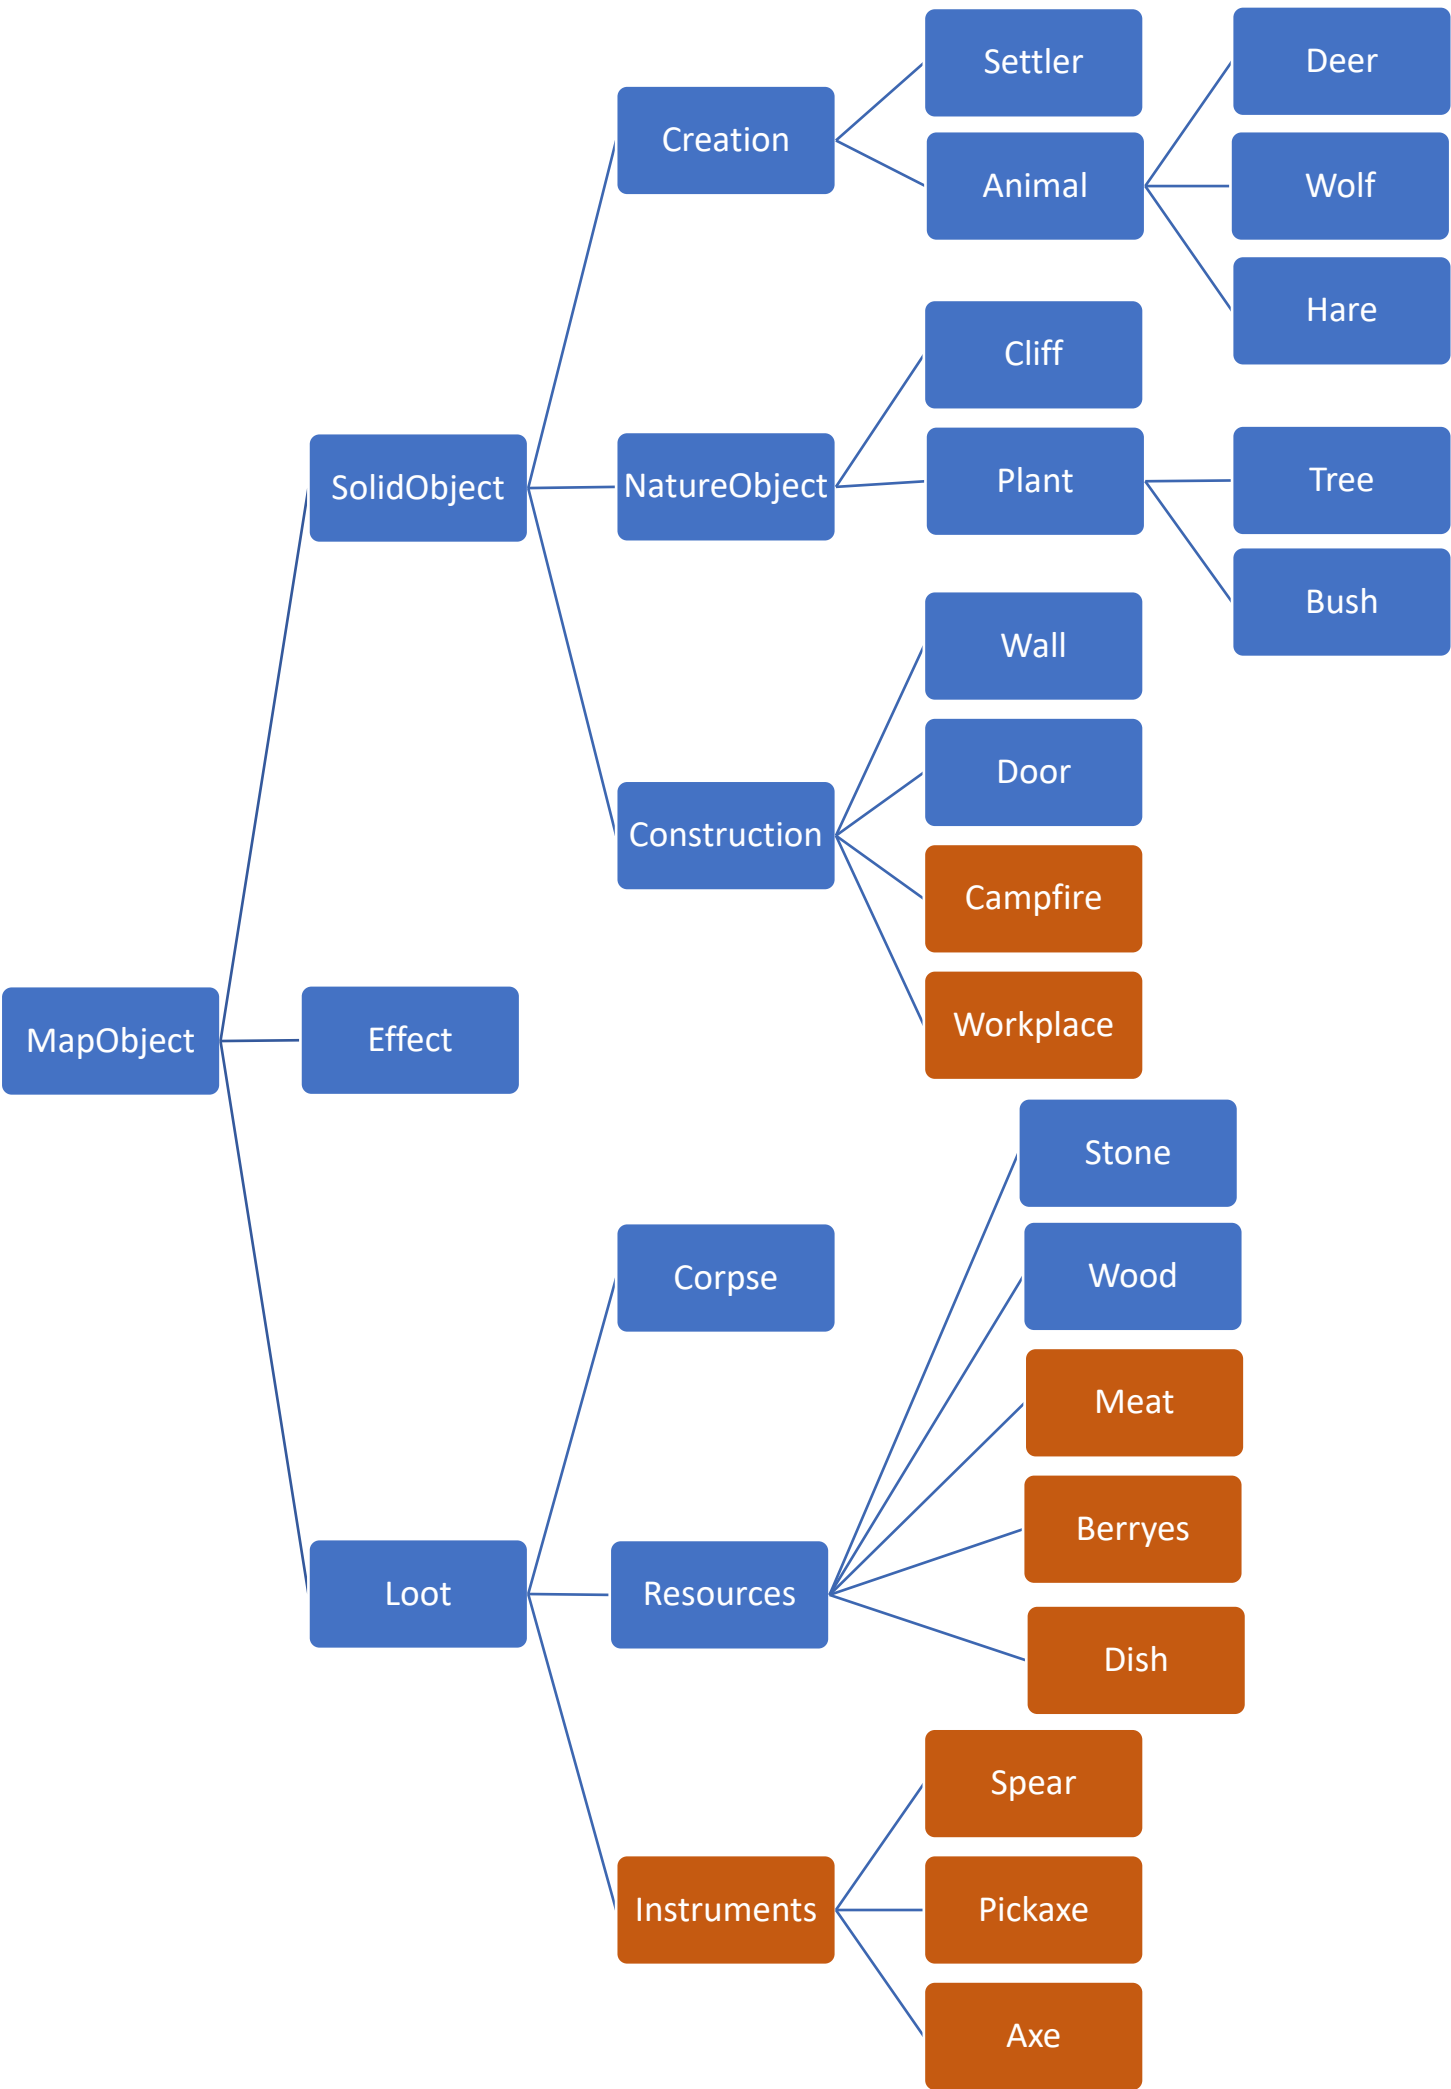 MapObject
SolidObject
Creation
Settler
Animal
Deer
Wolf
Hare
NatureObject
Cliff
Plant
Tree
Bush
Construction
Wall
Door
Campfire
Workplace
Effect
Loot
Corpse
Resources
Stone
Wood
Meat
Berryes
Dish
Instruments
Spear
Pickaxe
Axe